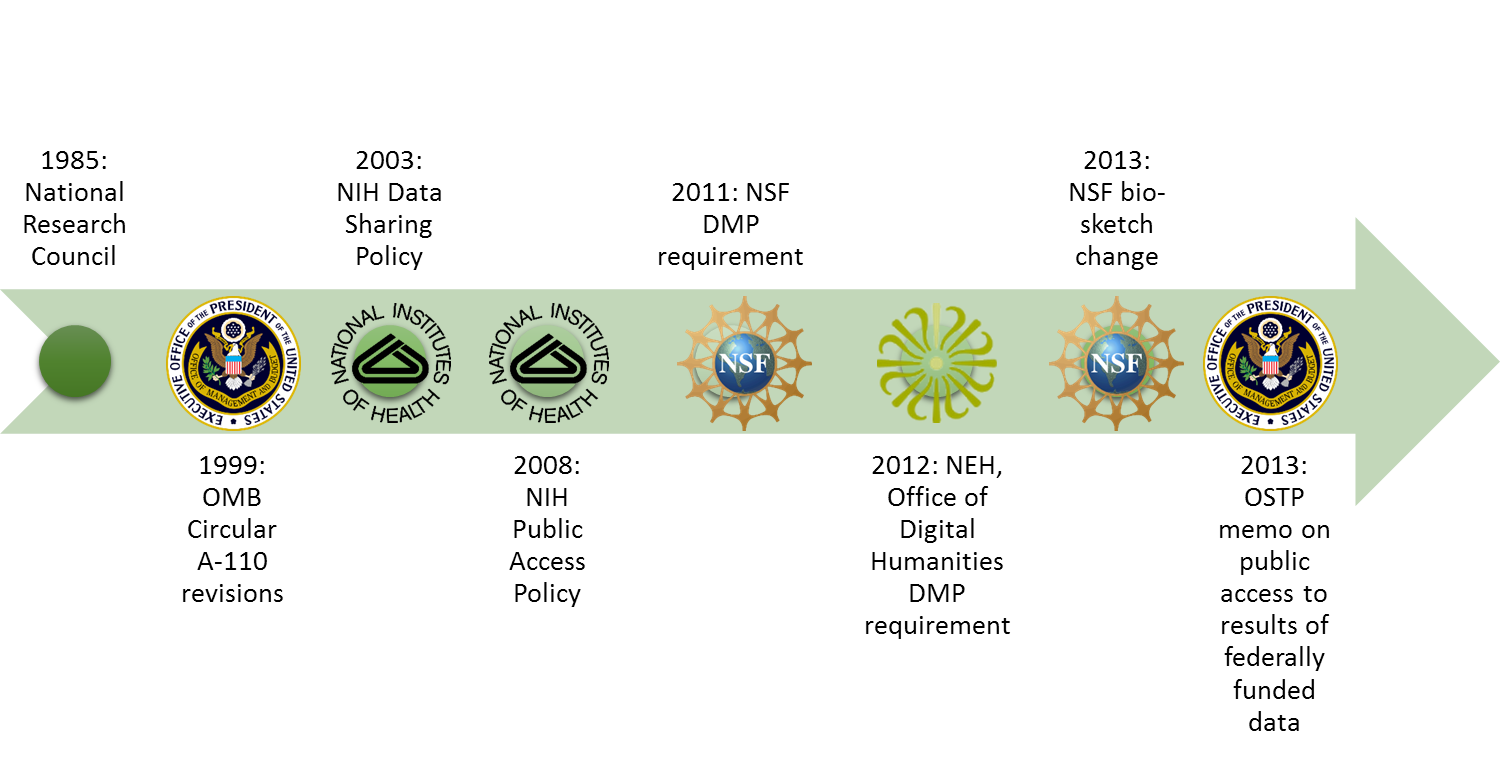 1985:
National
Research
Council
2003:
NIH Data
Sharing
Policy
2011: NSF
DMP
requirement
2013:
NSF bio-
sketch
change
EXECUTIVE OFFICE OF THE PRESIDENT OF THE UNITED STATES
OFFICE OF MANAGEMENT AND BUDGET
NATIONAL INSTITUTES
OF HEALTH
NATIONAL INSTITUTES
OF HEALTH
NSF
NSF
EXECUTIVE OFFICE OF THE PRESIDENT OF THE UNITED STATES
OFFICE OF MANAGEMENT AND BUDGET
1999:
OMB
Circular
A-110
revisions
2008:
NIH
Public
Access
Policy
2012: NEH,
Office of
Digital
Humanities
DMP
requirement
2013:
OSTP
memo on
public
access to
results of
federally
funded
data